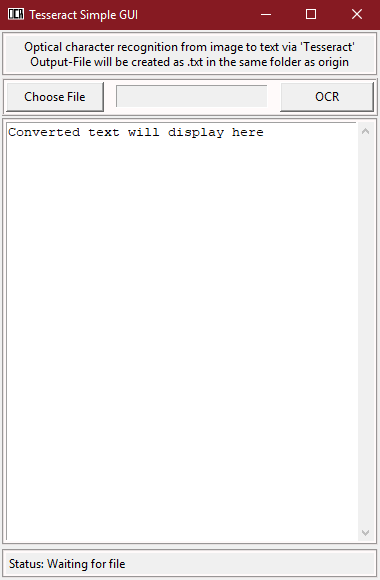 OCR Tesseract Simple GUI
Optical character recognition from image to text via 'Tesseract'
Output-File will be created as .txt in the same folder as origin
Choose File OCR
Converted text will display here
Status: Waiting for file